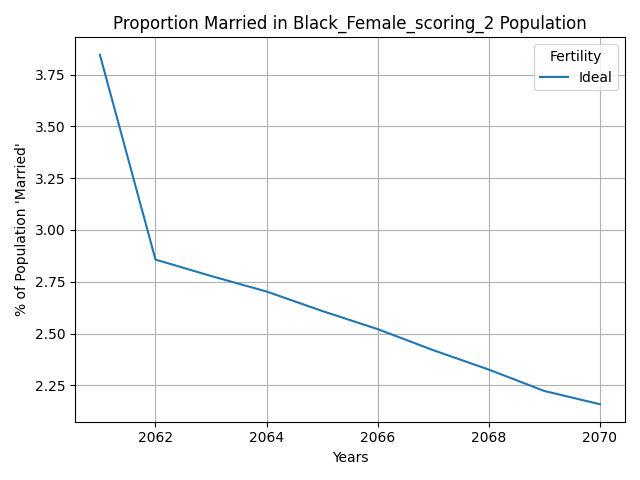 Proportion Married in Black_Female_scoring_2 Population
Fertility
Ideal
% of Population 'Married'
3.75
3.50
3.25
3.00
2.75
2.50
2.25
2062 2064 2066 2068 2070
Years